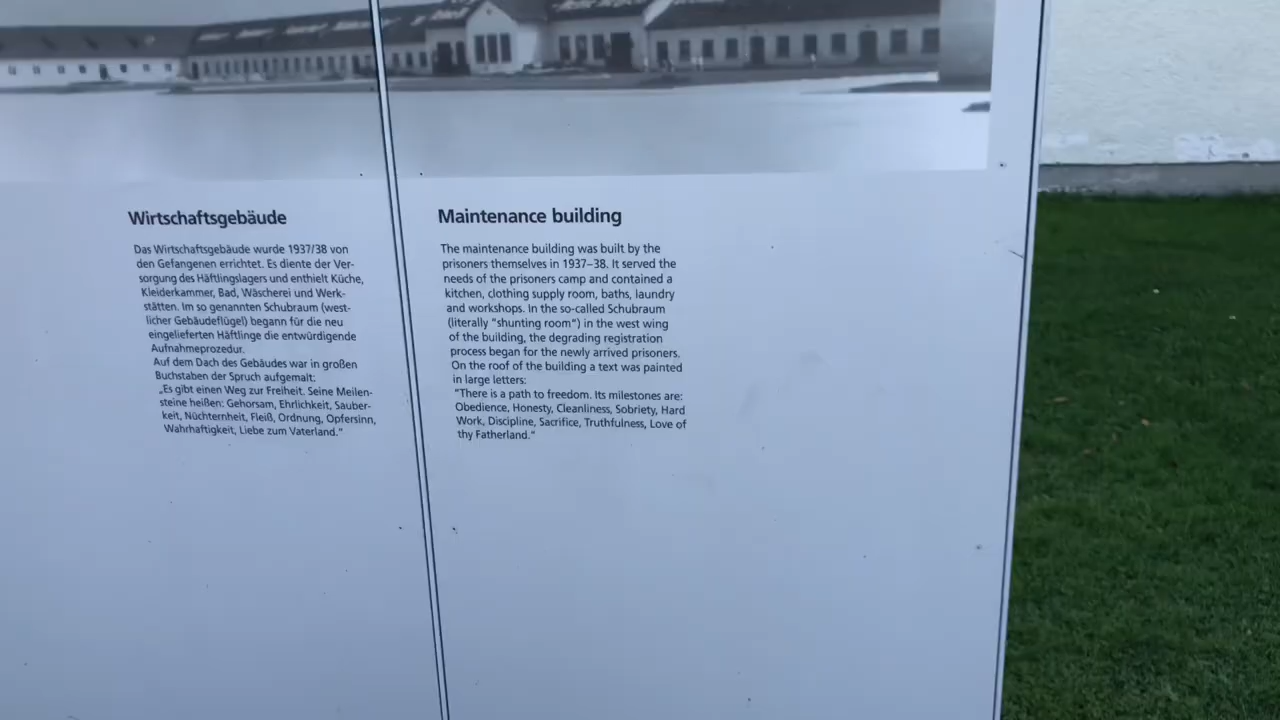 Wirtschaftsgebäude
Das Wirtschaftsgebäude wurde 1937/38 von
den Gefangenen errichtet. Es diente der Ver-
sorgung des Häftlingslagers und enthielt Küche,
Kleiderkammer, Bad, Wäscherei und Werk-
stätten. Im so genannten Schubraum (west-
licher Gebäudeflügel) begann für die neu
eingelieferten Häftlinge die entwürdigende
Aufnahmeprozedur.
Auf dem Dach des Gebäudes war in großen
Buchstaben der Spruch aufgemalt:
„Es gibt einen Weg zur Freiheit. Seine Meilen-
steine heißen: Gehorsam, Ehrlichkeit, Sauber-
keit, Nüchternheit, Fleiß, Ordnung, Opfersinn,
Wahrhaftigkeit, Liebe zum Vaterland.“
Maintenance building
The maintenance building was built by the
prisoners themselves in 1937–38. It served the
needs of the prisoners camp and contained a
kitchen, clothing supply room, baths, laundry
and workshops. In the so-called Schubraum
(literally "shunting room") in the west wing
of the building, the degrading registration
process began for the newly arrived prisoners.
On the roof of the building a text was painted
in large letters:
"There is a path to freedom. Its milestones are:
Obedience, Honesty, Cleanliness, Sobriety, Hard
Work, Discipline, Sacrifice, Truthfulness, Love of
thy Fatherland."